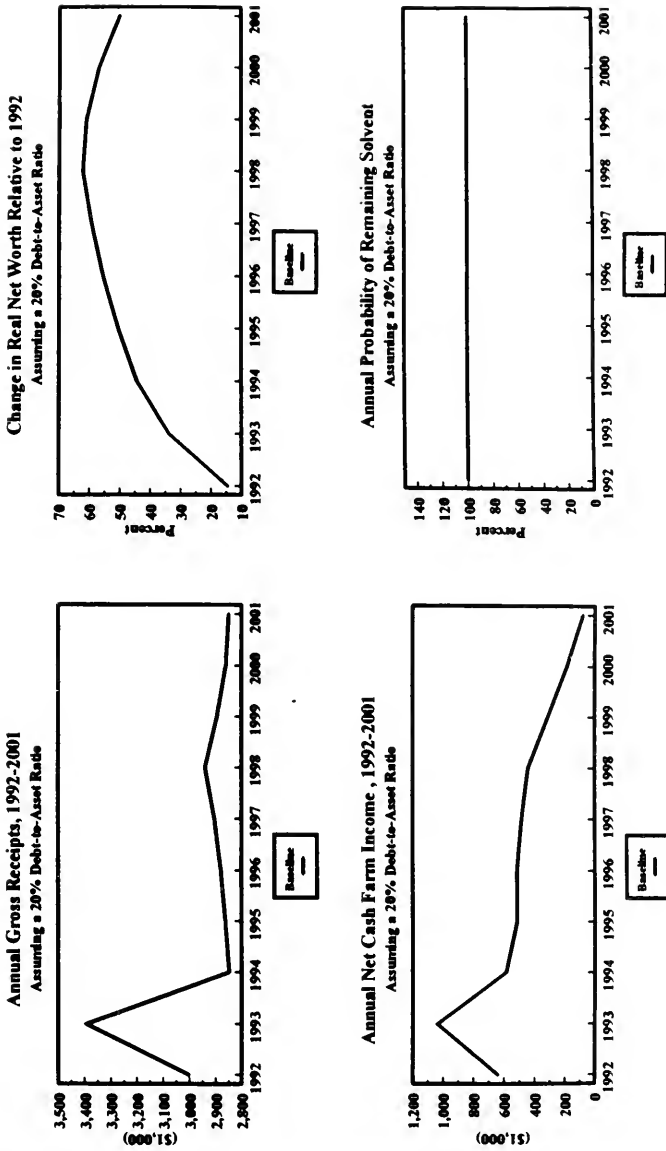 Annual Gross Receipts, 1992-2001
Assuming a 20% Debt-to-Asset Ratio
($1,000)
3,500
3,400
3,300
3,200
3,100
3,000
2,900
2,800
1992 1993 1994 1995 1996 1997 1998 1999 2000 2001
Baseline
Change in Real Net Worth Relative to 1992
Assuming a 20% Debt-to-Asset Ratio
Percent
70
60
50
40
30
20
10
1992 1993 1994 1995 1996 1997 1998 1999 2000 2001
Baseline
Annual Net Cash Farm Income , 1992-2001
Assuming a 20% Debt-to-Asset Ratio
($1,000)
1,200
1,000
800
600
400
200
0
1992 1993 1994 1995 1996 1997 1998 1999 2000 2001
Baseline
Annual Probability of Remaining Solvent
Assuming a 20% Debt-to-Asset Ratio
Percent
140
120
100
80
60
40
20
0
1992 1993 1994 1995 1996 1997 1998 1999 2000 2001
Baseline